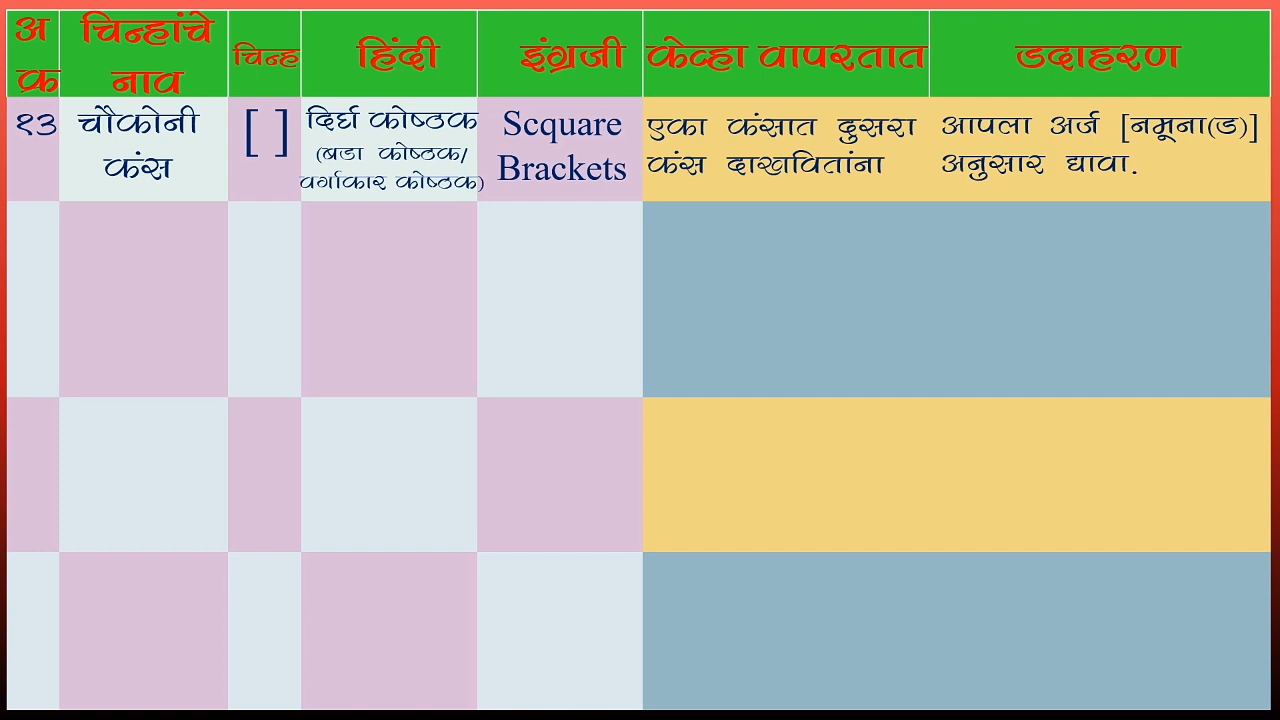 अ क्र
चिन्हांचे नाव
चिन्ह
हिंदी
इंग्रजी
केव्हा वापरतात
उदाहरण
१३
चौकोनी
कंस
[ ]
दिर्घ कोष्ठक
(बडा कोष्ठक/
वर्गाकार कोष्ठक)
Scquare
Brackets
एका कंसात दुसरा
कंस दाखवितांना
आपला अर्ज [नमूना(ड)]
अनुसार द्यावा.